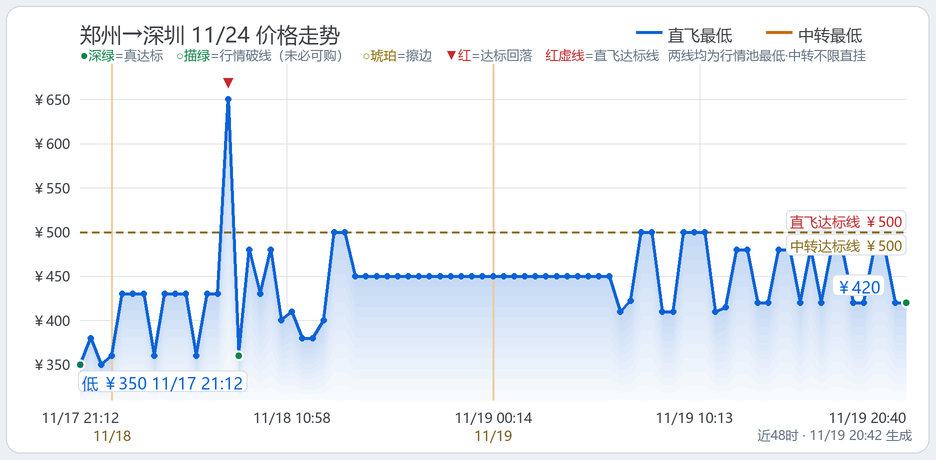 郑州→深圳 11/24 价格走势
直飞最低 中转最低
●深绿=真达标 ○描绿=行情破线（未必可购） ○琥珀=擦边 ▼红=达标回落 红虚线=直飞达标线 两线均为行情池最低·中转不限直挂
¥650
¥600
¥550
¥500
¥450
¥400
¥350
直飞达标线 ¥500
中转达标线 ¥500
¥420
低 ¥350 11/17 21:12
11/17 21:12 11/18 10:58 11/19 00:14 11/19 10:13 11/19 20:40
11/18 11/19
近48时 · 11/19 20:42 生成